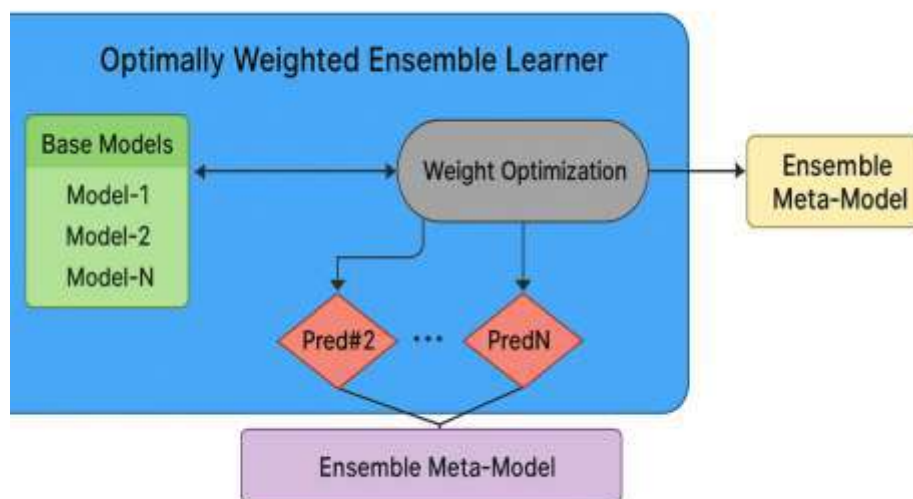 Optimally Weighted Ensemble Learner
Base Models
Model-1
Model-2
Model-N
Weight Optimization
Ensemble
Meta-Model
Pred#2
...
PredN
Ensemble Meta-Model